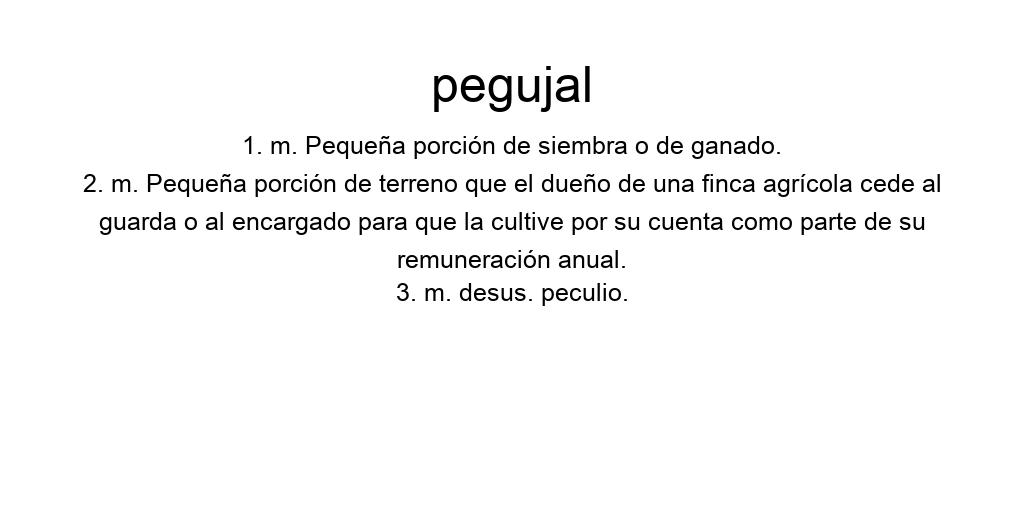 pegujal
1. m. Pequeña porción de siembra o de ganado.
2. m. Pequeña porción de terreno que el dueño de una finca agrícola cede al
guarda o al encargado para que la cultive por su cuenta como parte de su
remuneración anual.
3. m. desus. peculio.